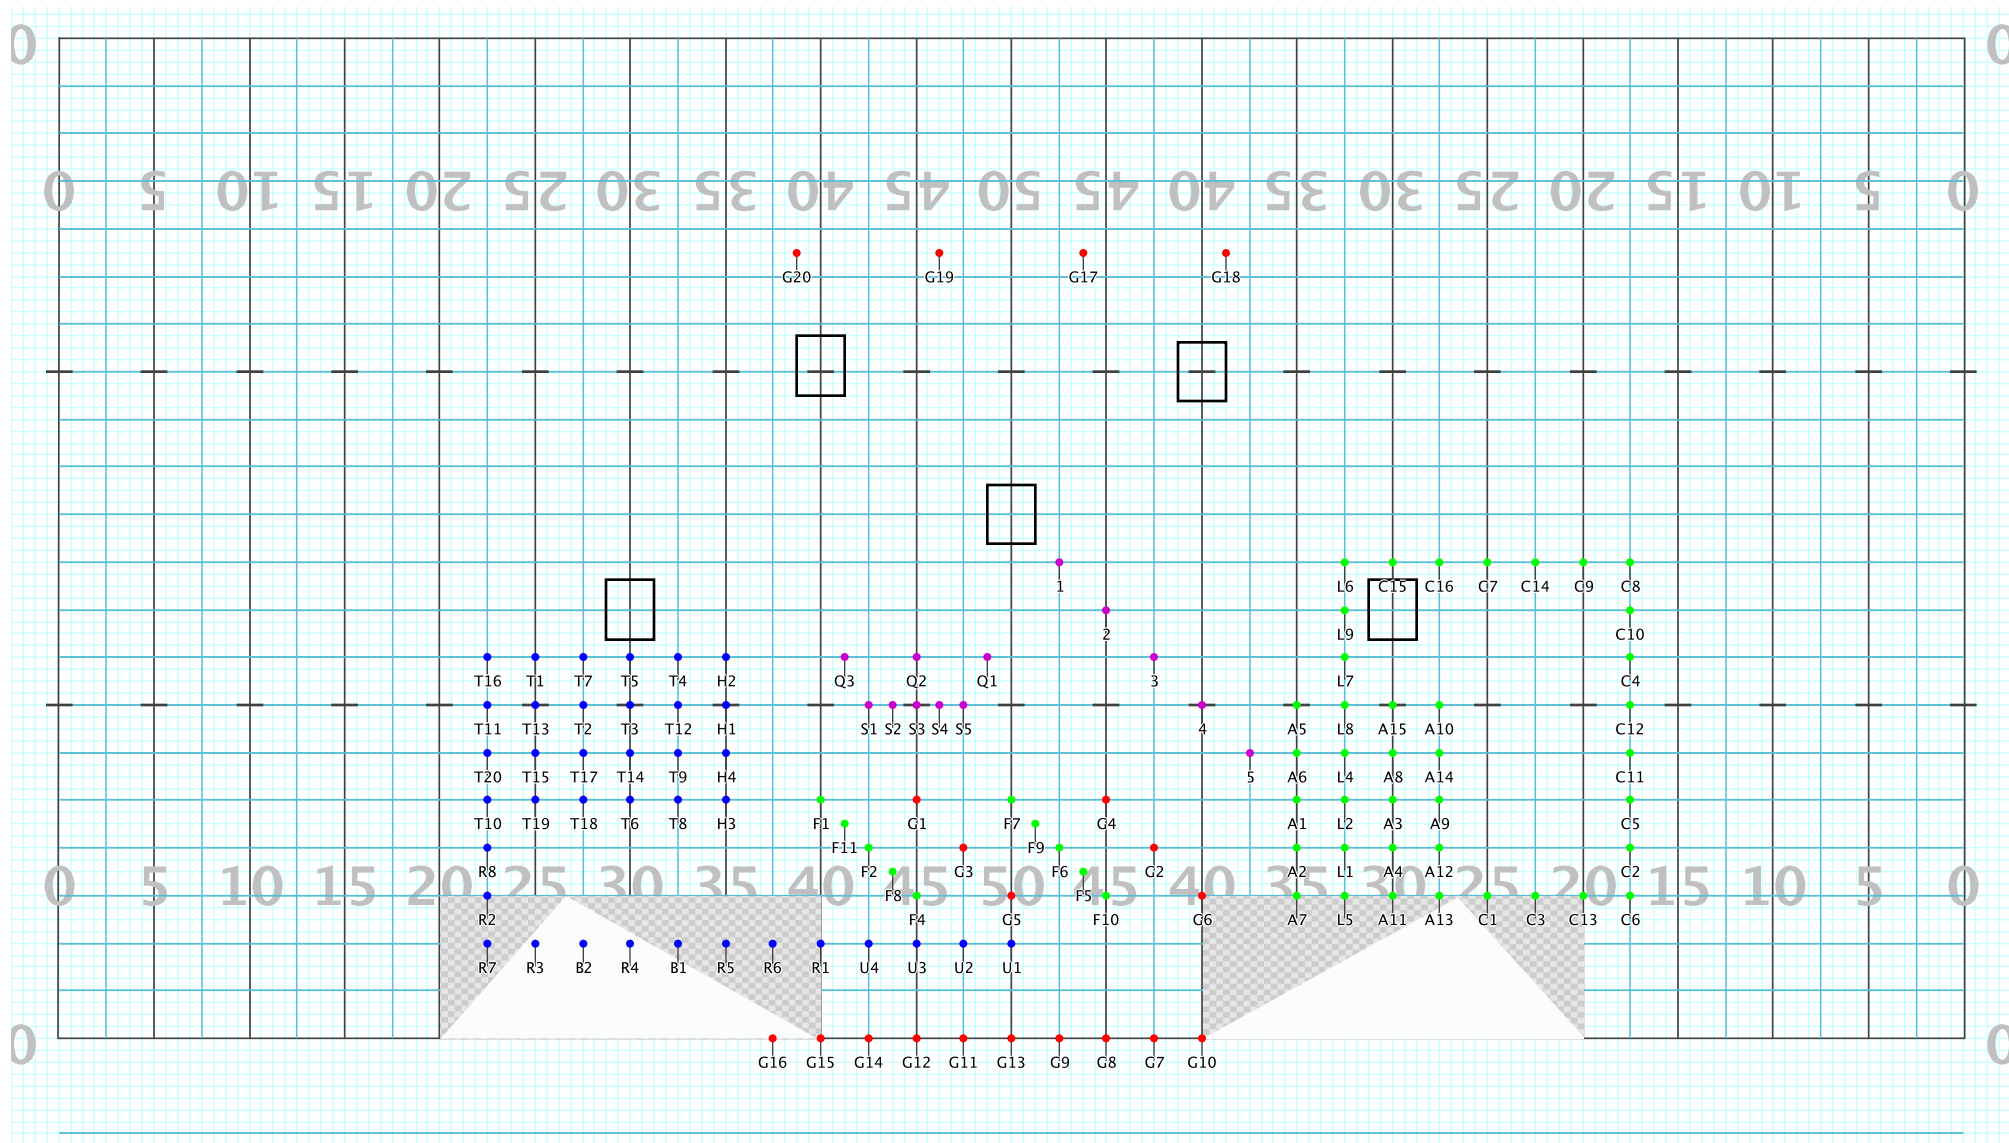 0 0
0 5 10 15 20 25 30 35 40 45 50 45 40 35 30 25 20 15 10 5 0
G20 G19 G17 G18
1
L6 C15 C16 C7 C14 C9 C8
2 L9 C10
T16 T1 T7 T5 T4 H2 Q3 Q2 Q1 3 L7 C4
T11 T13 T2 T3 T12 H1 S1 S2 S3 S4 S5 4 A5 L8 A15 A10 C12
T20 T15 T17 T14 T9 H4 5 A6 L4 A8 A14 C11
T10 T19 T18 T6 T8 H3 F1 G1 F7 G4 A1 L2 A3 A9 C5
F11 F9
R8 F2 G3 F6 G2 A2 L1 A4 A12 C2
0 5 10 15 20 25 30 35 40 45 50 45 40 35 30 25 20 15 10 5 0
F8 F5
R2 F4 G5 F10 G6 A7 L5 A11 A13 C1 C3 C13 C6
R7 R3 B2 R4 B1 R5 R6 R1 U4 U3 U2 U1
0 0
G16 G15 G14 G12 G11 G13 G9 G8 G7 G10